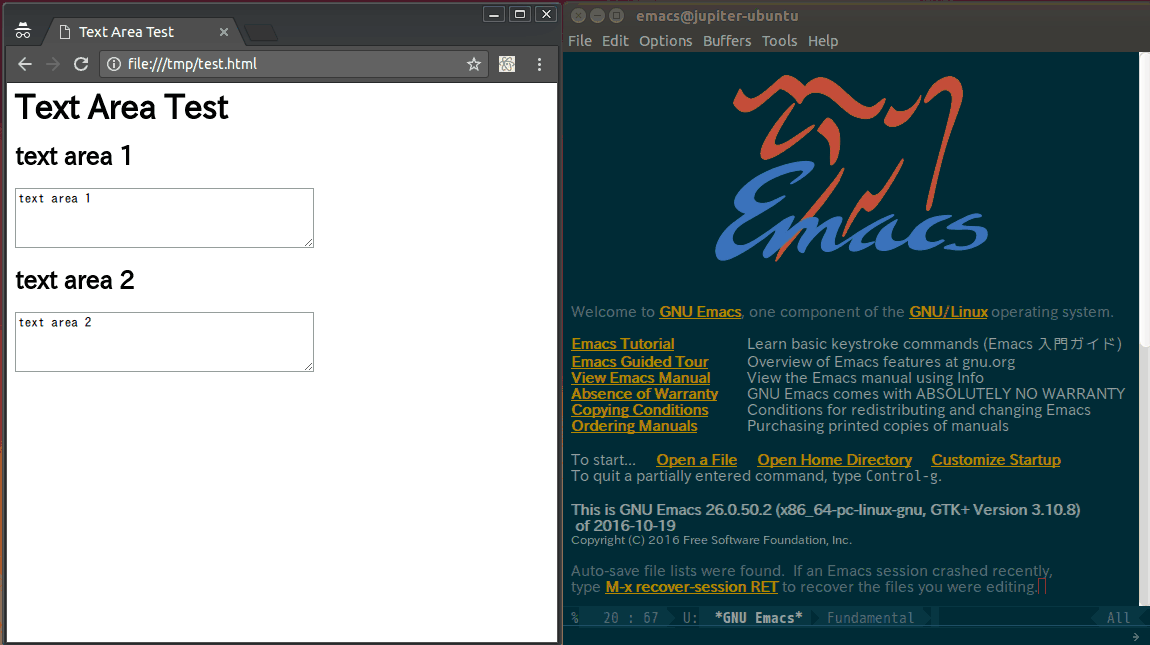 Text Area Test
file:///tmp/test.html
Text Area Test
text area 1
text area 1
text area 2
text area 2
emacs@jupiter-ubuntu
File Edit Options Buffers Tools Help
Emacs
Welcome to GNU Emacs, one component of the GNU/Linux operating system.
Emacs Tutorial Learn basic keystroke commands (Emacs 入門ガイド)
Emacs Guided Tour Overview of Emacs features at gnu.org
View Emacs Manual View the Emacs manual using Info
Absence of Warranty GNU Emacs comes with ABSOLUTELY NO WARRANTY
Copying Conditions Conditions for redistributing and changing Emacs
Ordering Manuals Purchasing printed copies of manuals
To start... Open a File Open Home Directory Customize Startup
To quit a partially entered command, type Control-g.
This is GNU Emacs 26.0.50.2 (x86_64-pc-linux-gnu, GTK+ Version 3.10.8)
of 2016-10-19
Copyright (C) 2016 Free Software Foundation, Inc.
Auto-save file lists were found. If an Emacs session crashed recently,
type M-x recover-session RET to recover the files you were editing.
% 20 : 67 U: *GNU Emacs* Fundamental All